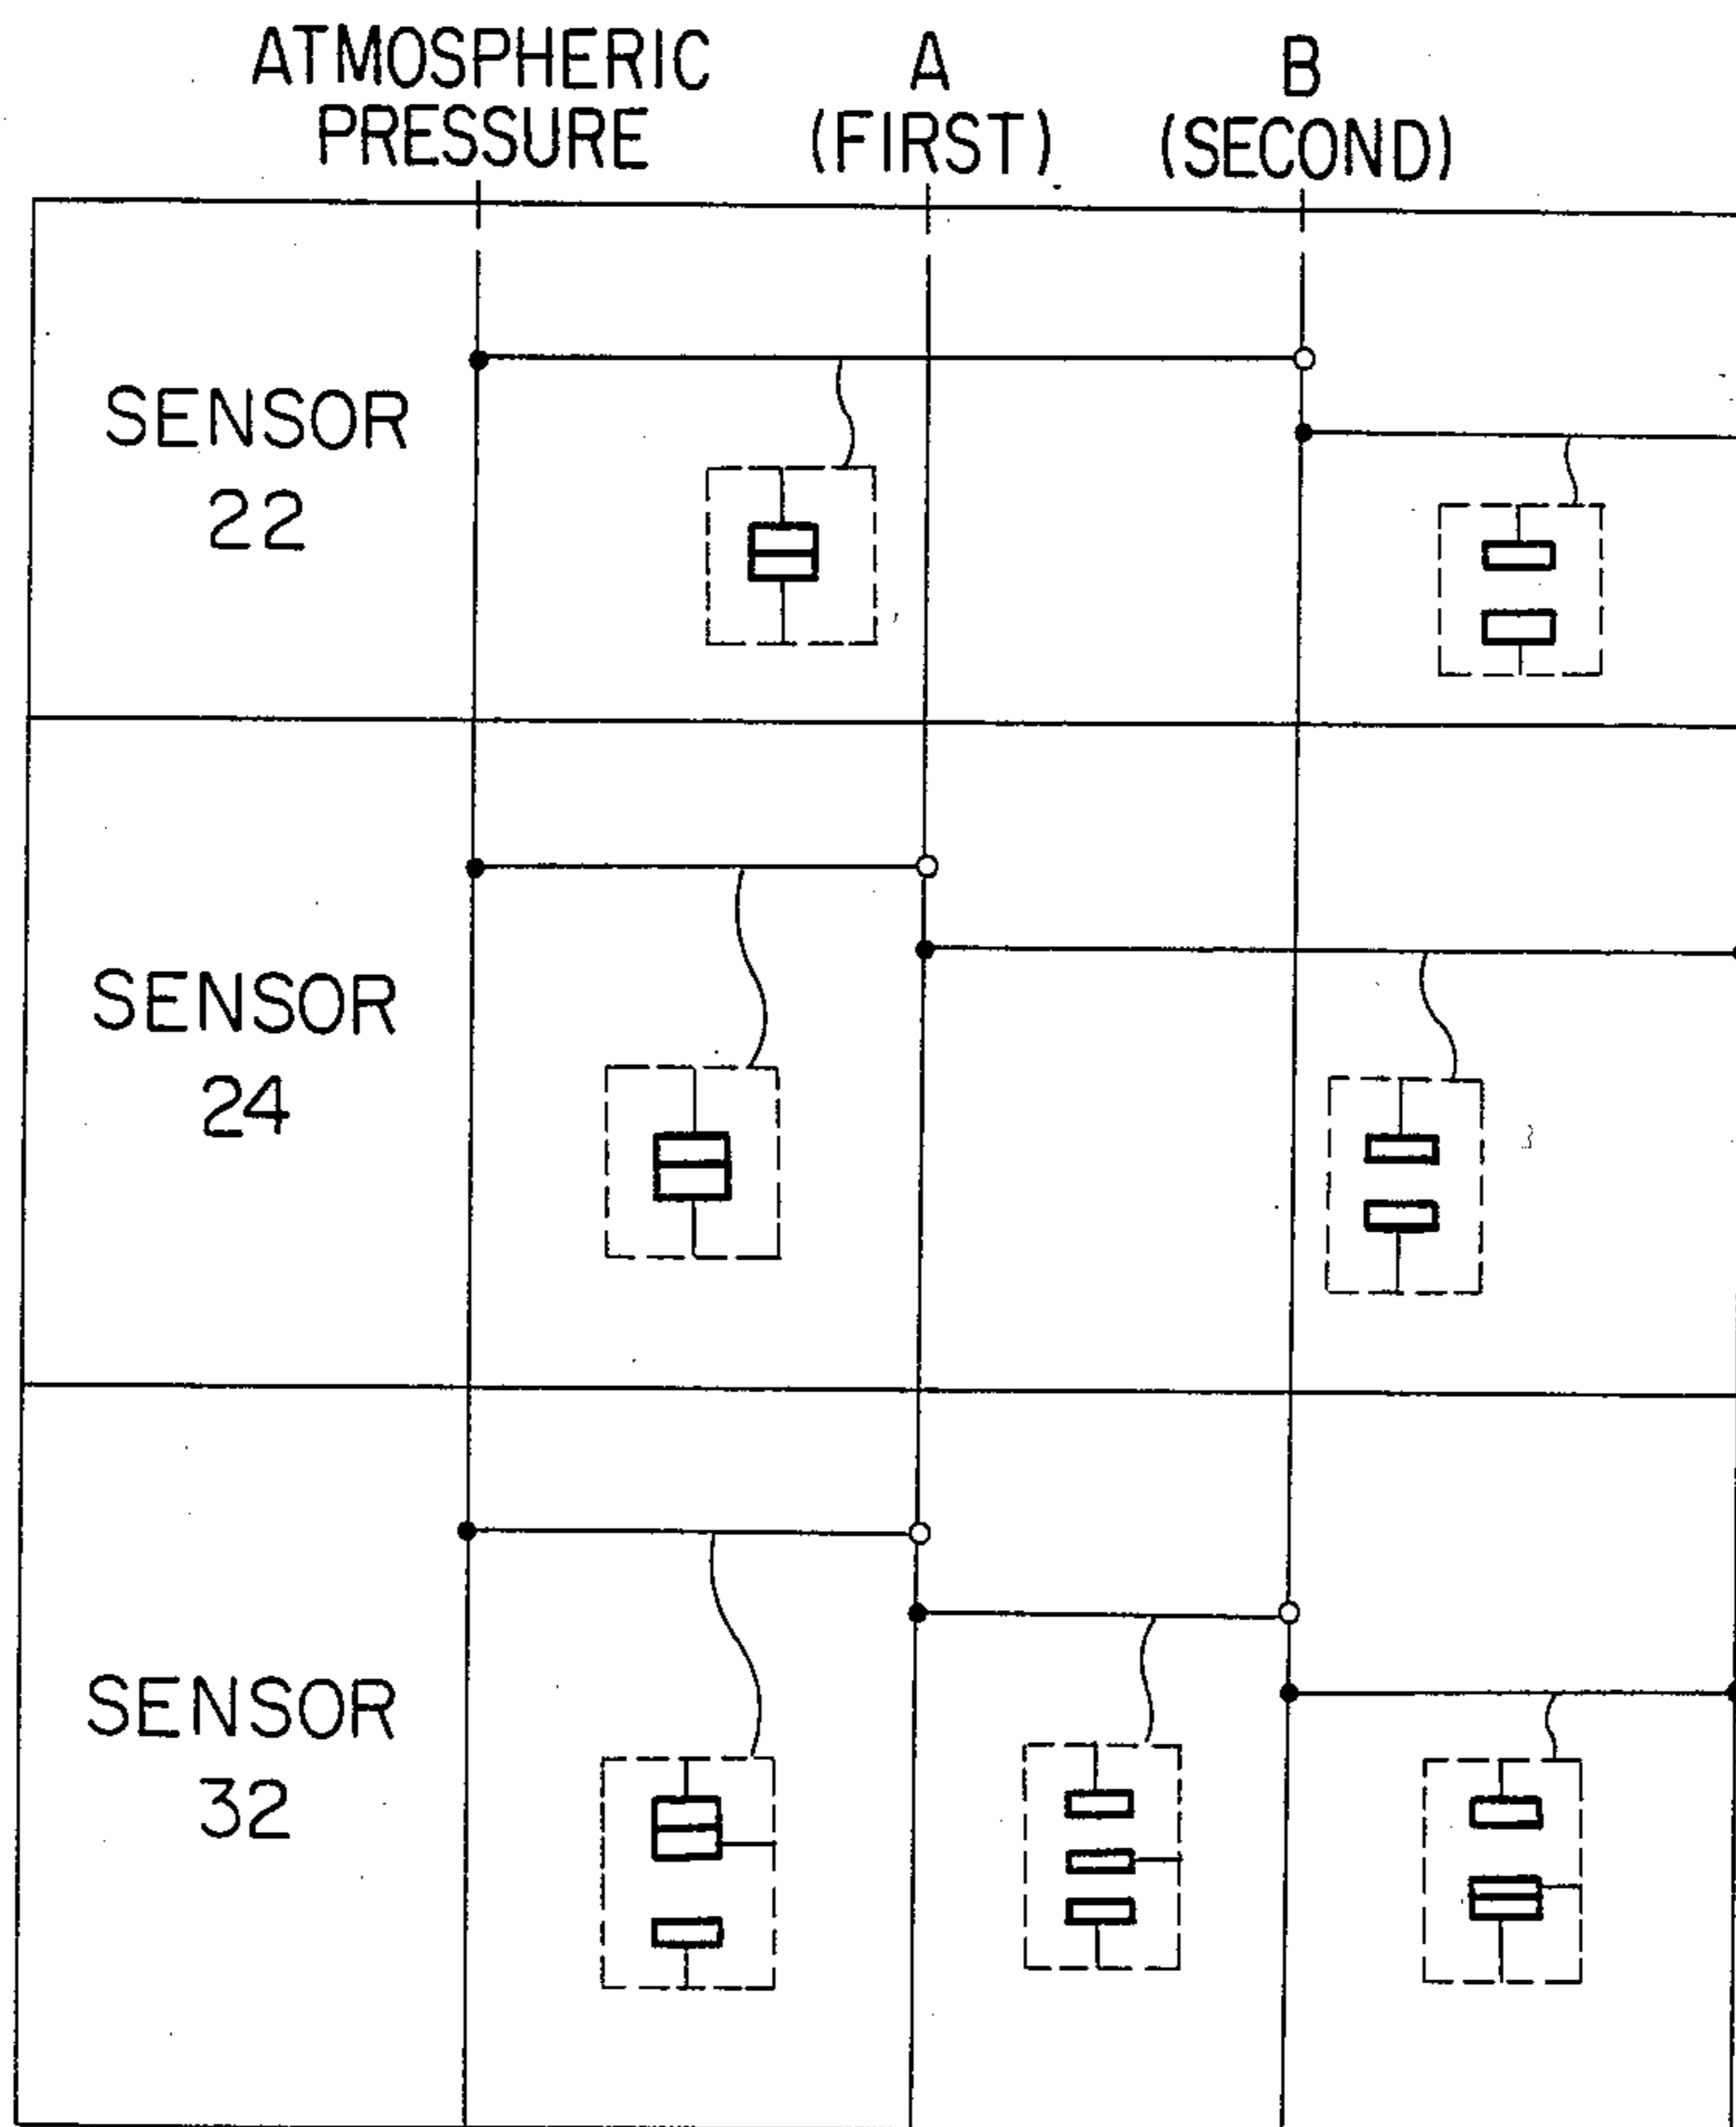 ATMOSPHERIC
PRESSURE
A
(FIRST)
B
(SECOND)
SENSOR
22
SENSOR
24
SENSOR
32